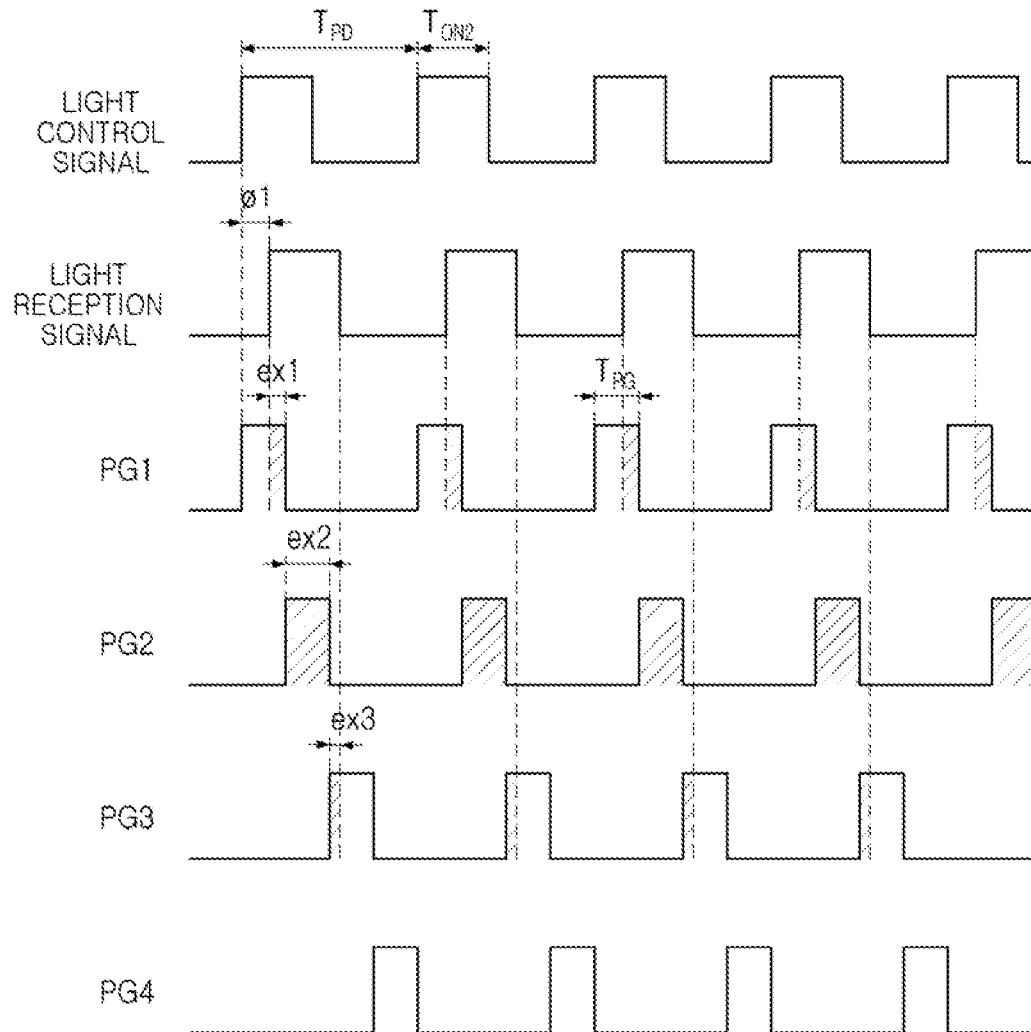 T_PD
T_ON2
LIGHT
CONTROL
SIGNAL
ø1
LIGHT
RECEPTION
SIGNAL
ex1
T_PG
PG1
ex2
PG2
ex3
PG3
PG4